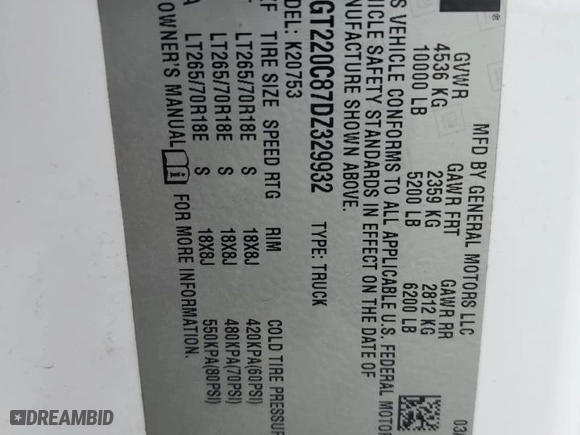 MFD BY GENERAL MOTORS LLC
03
GVWR GAWR FRT GAWR RR
4536 KG 2359 KG 2812 KG
10000 LB 5200 LB 6200 LB
S VEHICLE CONFORMS TO ALL APPLICABLE U.S. FEDERAL MOTOR
ICLE SAFETY STANDARDS IN EFFECT ON THE DATE OF
NUFACTURE SHOWN ABOVE.
GT220C87DZ329932 TYPE: TRUCK
DEL: K20753
TIRE SIZE SPEED RTG RIM COLD TIRE PRESSUR
LT265/70R18E S 18X8J 420KPA(60PSI)
LT265/70R18E S 18X8J 480KPA(70PSI)
A LT265/70R18E S 18X8J 550KPA(80PSI)
OWNER'S MANUAL FOR MORE INFORMATION.
DREAMBID